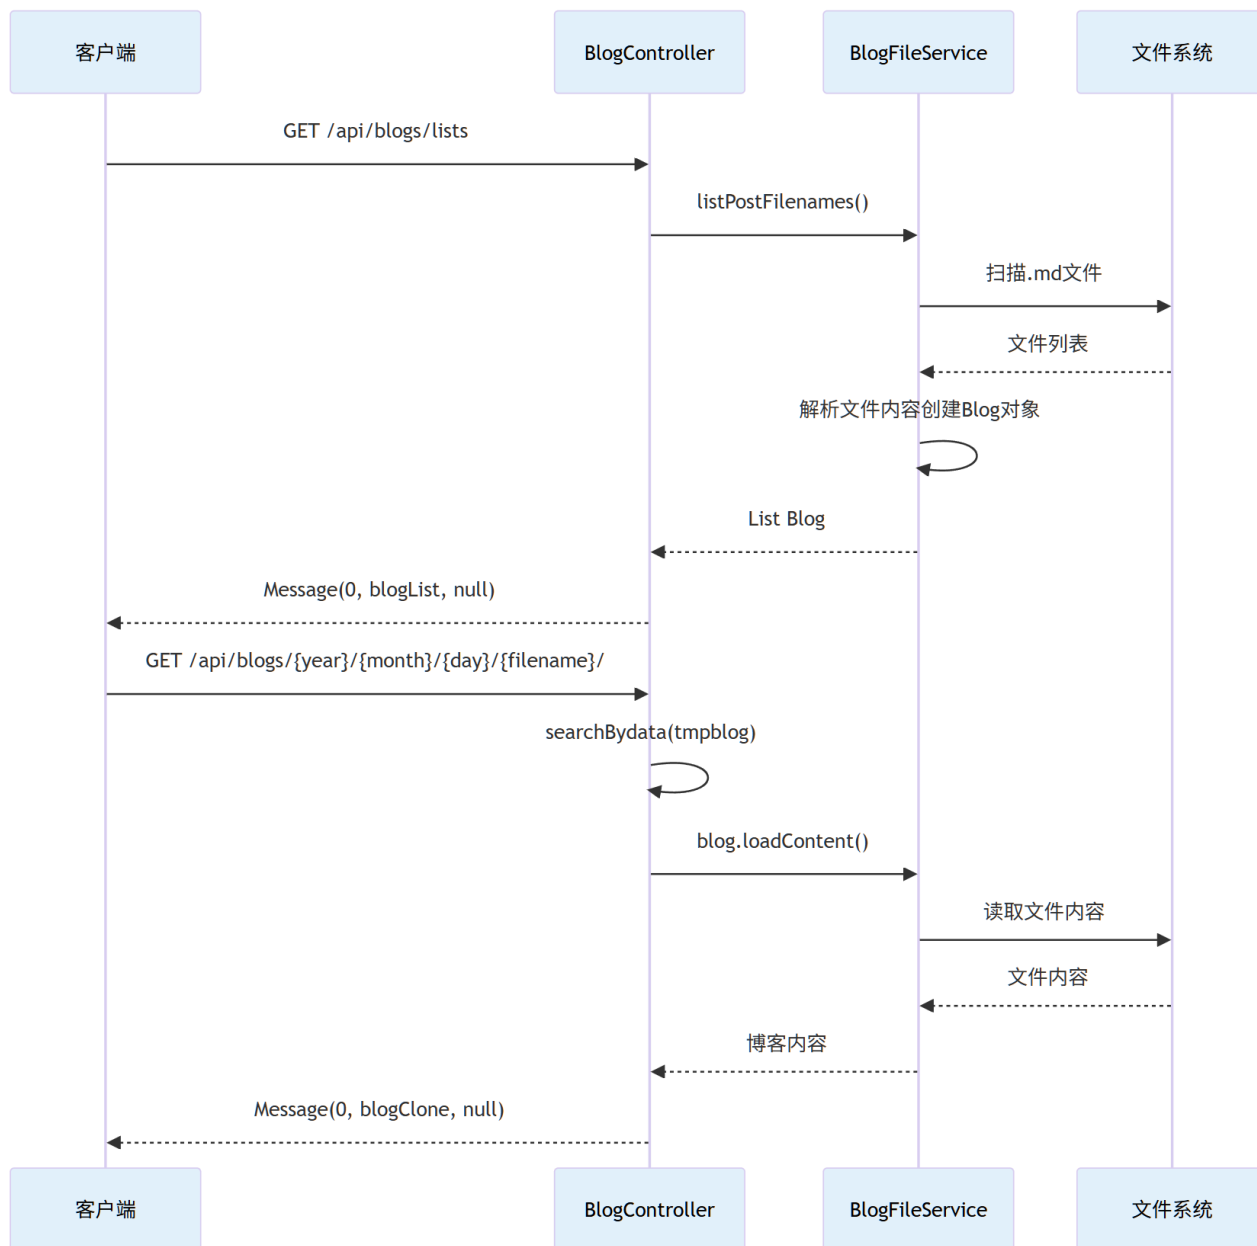 客户端
BlogController
BlogFileService
文件系统
GET /api/blogs/lists
listPostFilenames()
扫描.md文件
文件列表
解析文件内容创建Blog对象
List Blog
Message(0, blogList, null)
GET /api/blogs/{year}/{month}/{day}/{filename}/
searchBydata(tmpblog)
blog.loadContent()
读取文件内容
文件内容
博客内容
Message(0, blogClone, null)
客户端
BlogController
BlogFileService
文件系统